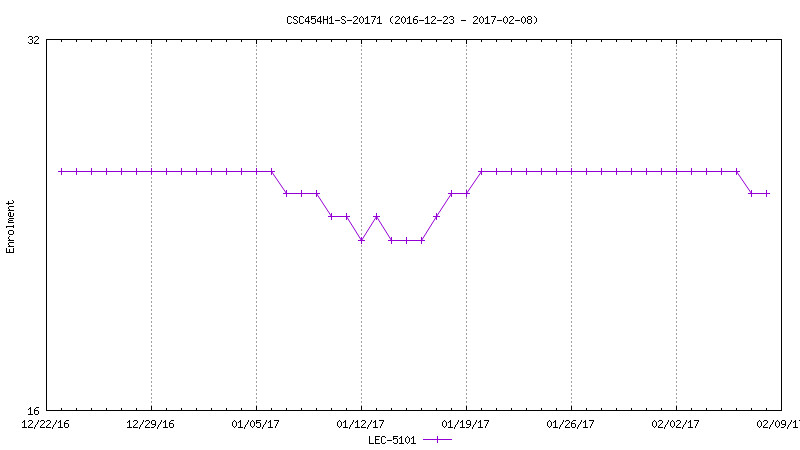 CSC454H1-S-20171 (2016-12-23 - 2017-02-08)
32
Enrolment
16
12/22/16 12/29/16 01/05/17 01/12/17 01/19/17 01/26/17 02/02/17 02/09/17
LEC-5101